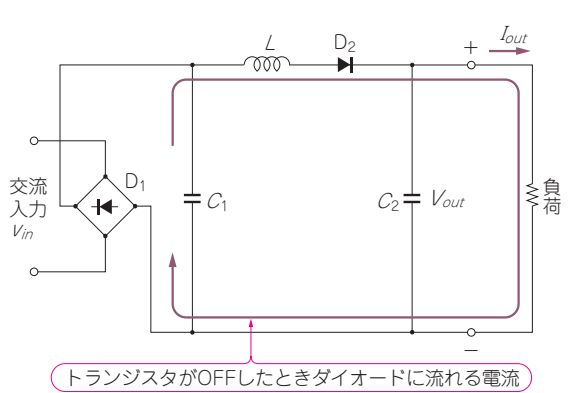 L
D2
+
Iout
交流
入力
vin
D1
C1
C2
Vout
負
荷
−
トランジスタがOFFしたときダイオードに流れる電流